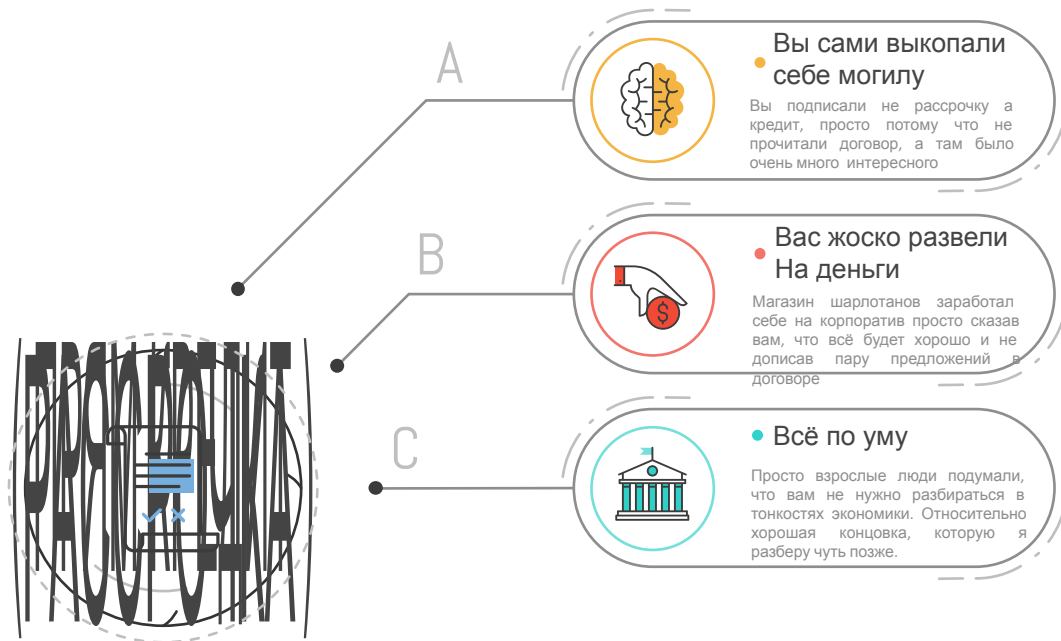 A
Вы сами выкопали
себе могилу
Вы подписали не рассрочку а
кредит, просто потому что не
прочитали договор, а там было
очень много интересного
B
Вас жоско развели
На деньги
Магазин шарлотанов заработал
себе на корпоратив просто сказав
вам, что всё будет хорошо и не
дописав пару предложений в
договоре
C
Всё по уму
Просто взрослые люди подумали,
что вам не нужно разбираться в
тонкостях экономики. Относительно
хорошая концовка, которую я
разберу чуть позже.
$